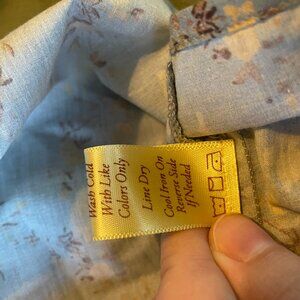 Wash Cold
With Like
Colors Only
Line Dry
Cool Iron On
Reverse Side
If Needed